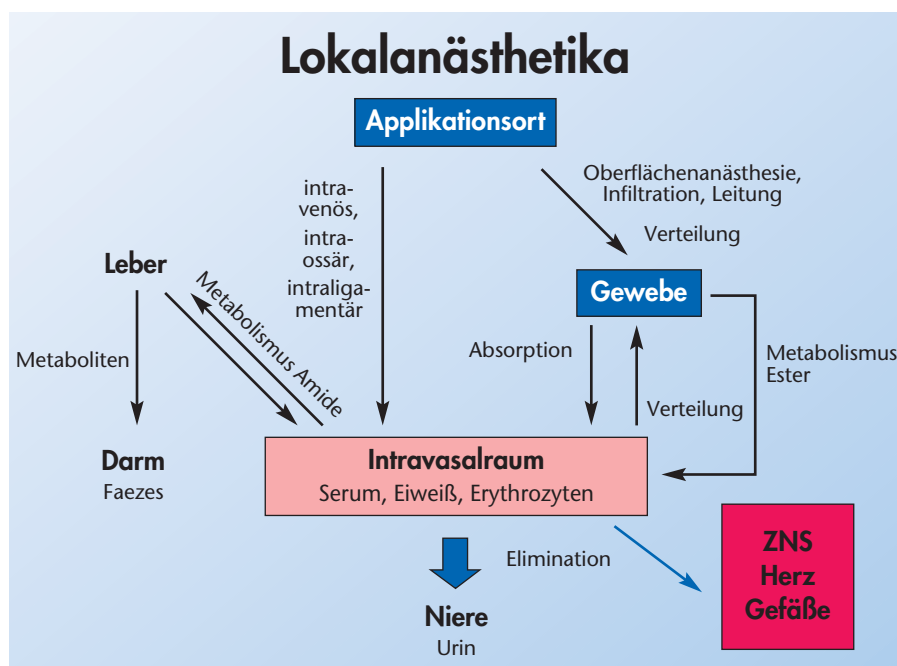 Lokalanästhetika
Applikationsort
intra-
venös,
intra-
ossär,
intraliga-
mentär
Oberflächenanästhesie,
Infiltration, Leitung
Verteilung
Leber
Metabolismus Amide
Gewebe
Metaboliten
Absorption
Verteilung
Metabolismus
Ester
Darm
Faezes
Intravasalraum
Serum, Eiweiß, Erythrozyten
Elimination
ZNS
Herz
Gefäße
Niere
Urin